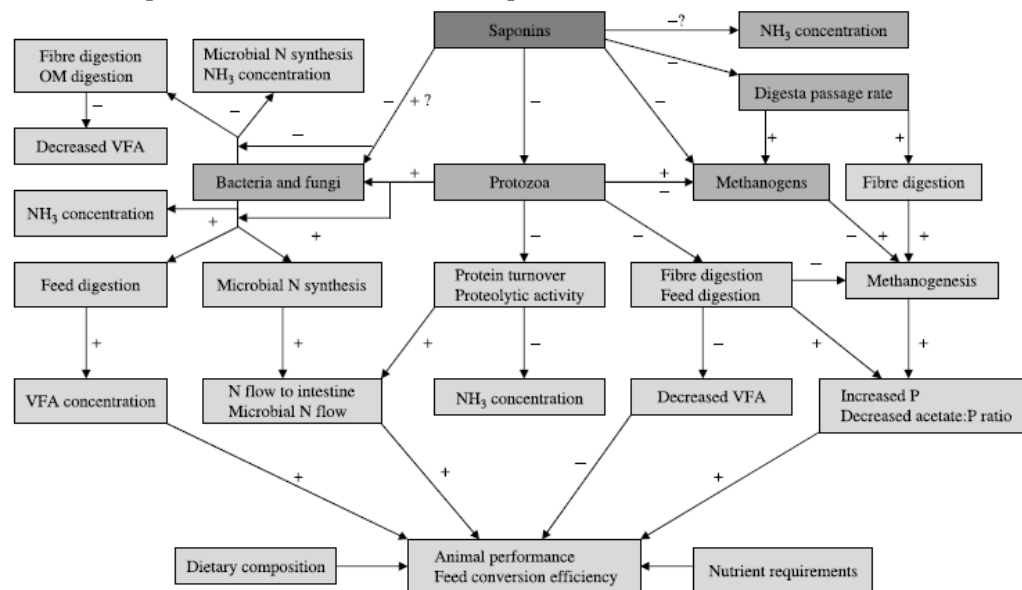 Saponins
–?
NH3 concentration
Fibre digestion
OM digestion
Microbial N synthesis
NH3 concentration
–
–
+ ?
–
–
–
Digesta passage rate
–
–
–
–
+
+
Decreased VFA
Bacteria and fungi
+
Protozoa
+
–
Methanogens
Fibre digestion
NH3 concentration
+
+
–
–
–
+
+
Feed digestion
Microbial N synthesis
Protein turnover
Proteolytic activity
Fibre digestion
Feed digestion
–
Methanogenesis
+
+
+
–
–
+
+
VFA concentration
N flow to intestine
Microbial N flow
NH3 concentration
Decreased VFA
Increased P
Decreased acetate:P ratio
+
+
–
+
Dietary composition
Animal performance
Feed conversion efficiency
Nutrient requirements